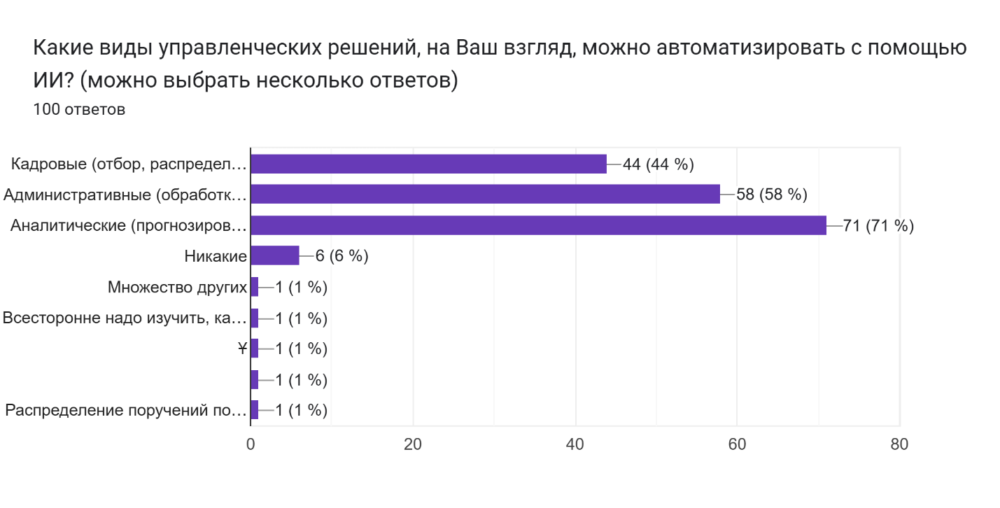 Какие виды управленческих решений, на Ваш взгляд, можно автоматизировать с помощью
ИИ? (можно выбрать несколько ответов)
100 ответов
Кадровые (отбор, распредел… 44 (44 %)
Административные (обработк… 58 (58 %)
Аналитические (прогнозиров… 71 (71 %)
Никакие 6 (6 %)
Множество других 1 (1 %)
Всесторонне надо изучить, ка… 1 (1 %)
¥ 1 (1 %)
1 (1 %)
Распределение поручений по… 1 (1 %)
0 20 40 60 80